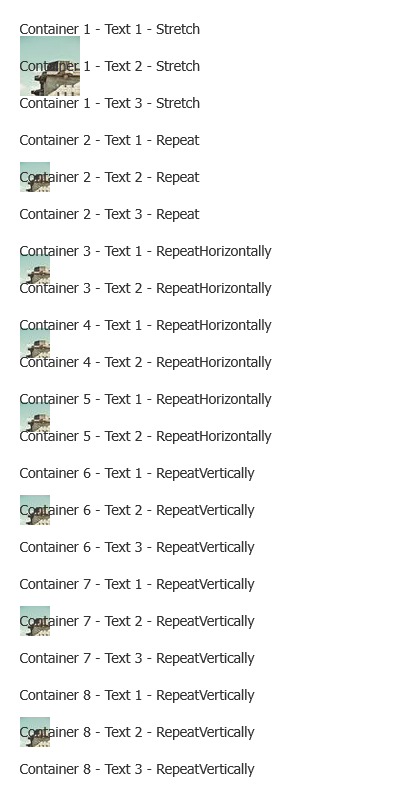 Container 1 - Text 1 - Stretch
Container 1 - Text 2 - Stretch
Container 1 - Text 3 - Stretch
Container 2 - Text 1 - Repeat
Container 2 - Text 2 - Repeat
Container 2 - Text 3 - Repeat
Container 3 - Text 1 - RepeatHorizontally
Container 3 - Text 2 - RepeatHorizontally
Container 4 - Text 1 - RepeatHorizontally
Container 4 - Text 2 - RepeatHorizontally
Container 5 - Text 1 - RepeatHorizontally
Container 5 - Text 2 - RepeatHorizontally
Container 6 - Text 1 - RepeatVertically
Container 6 - Text 2 - RepeatVertically
Container 6 - Text 3 - RepeatVertically
Container 7 - Text 1 - RepeatVertically
Container 7 - Text 2 - RepeatVertically
Container 7 - Text 3 - RepeatVertically
Container 8 - Text 1 - RepeatVertically
Container 8 - Text 2 - RepeatVertically
Container 8 - Text 3 - RepeatVertically